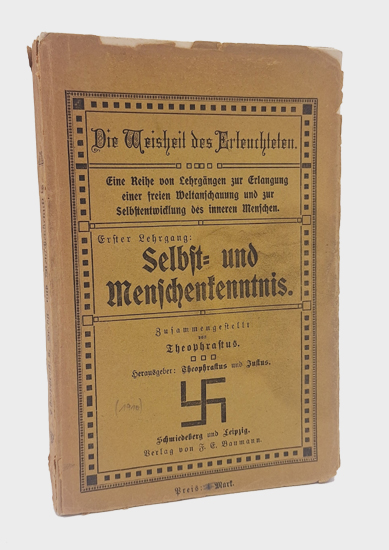 Die Weisheit des Erleuchteten.
Eine Reihe von Lehrgängen zur Erlangung
einer freien Weltanschauung und zur
Selbstentwicklung des inneren Menschen.
Erster Lehrgang:
Selbst= und
Menschenkenntnis.
Zusammengestellt
von
Theophrastus.
Herausgeber: Theophrastus und Justus.
Schmiedeberg und Leipzig.
Verlag von F. E. Baumann.
Preis: Mark.